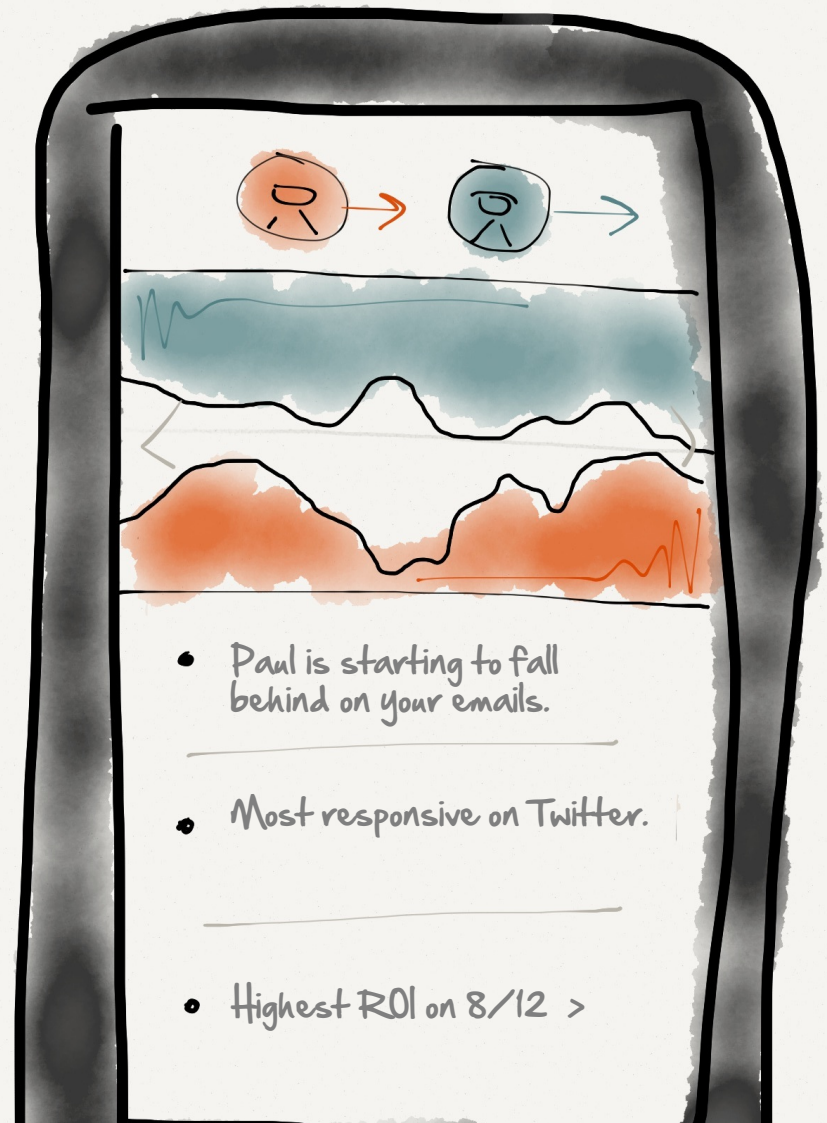 Paul is starting to fall
behind on your emails.
Most responsive on Twitter.
Highest ROI on 8/12 >